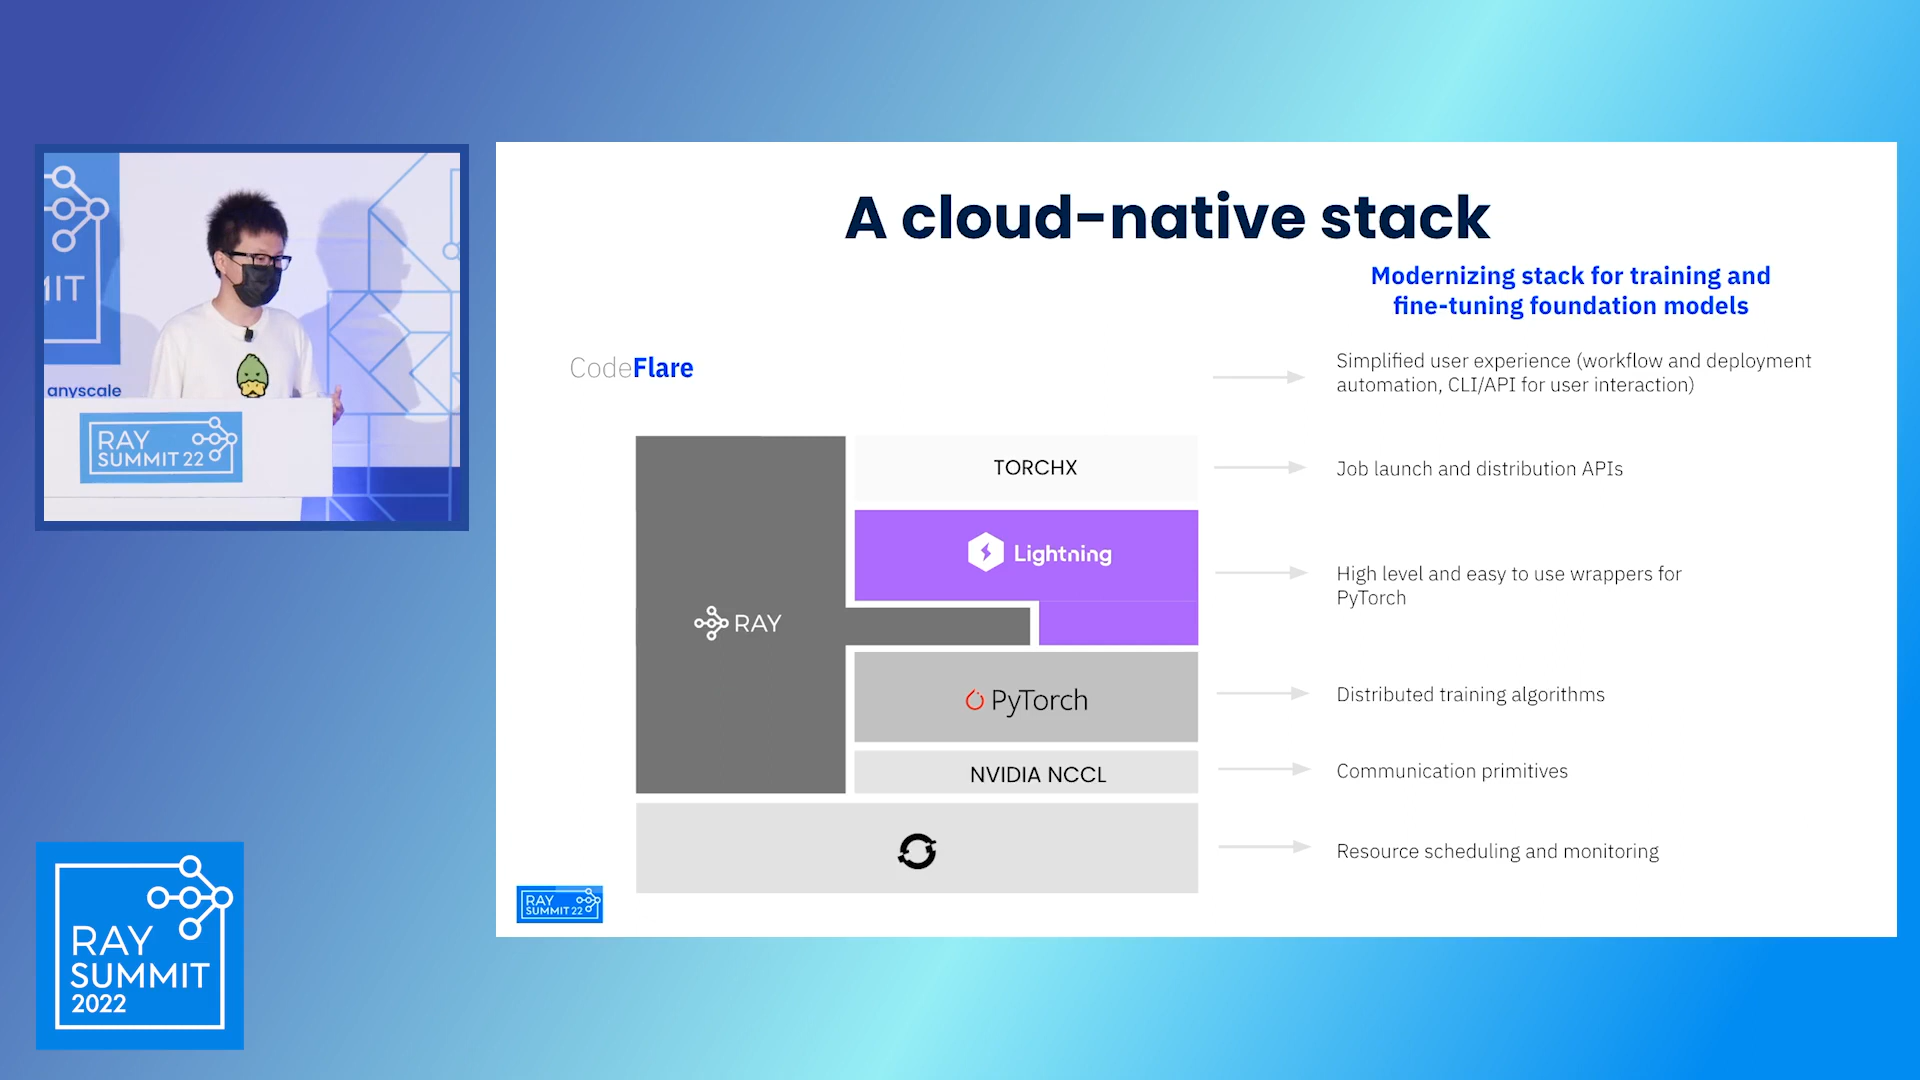 MIT
anyscale
RAY
SUMMIT 22
RAY
SUMMIT
2022
A cloud-native stack
Modernizing stack for training and
fine-tuning foundation models
CodeFlare
Simplified user experience (workflow and deployment
automation, CLI/API for user interaction)
TORCHX
Job launch and distribution APIs
Lightning
High level and easy to use wrappers for
PyTorch
RAY
PyTorch
Distributed training algorithms
NVIDIA NCCL
Communication primitives
Resource scheduling and monitoring
RAY
SUMMIT 22